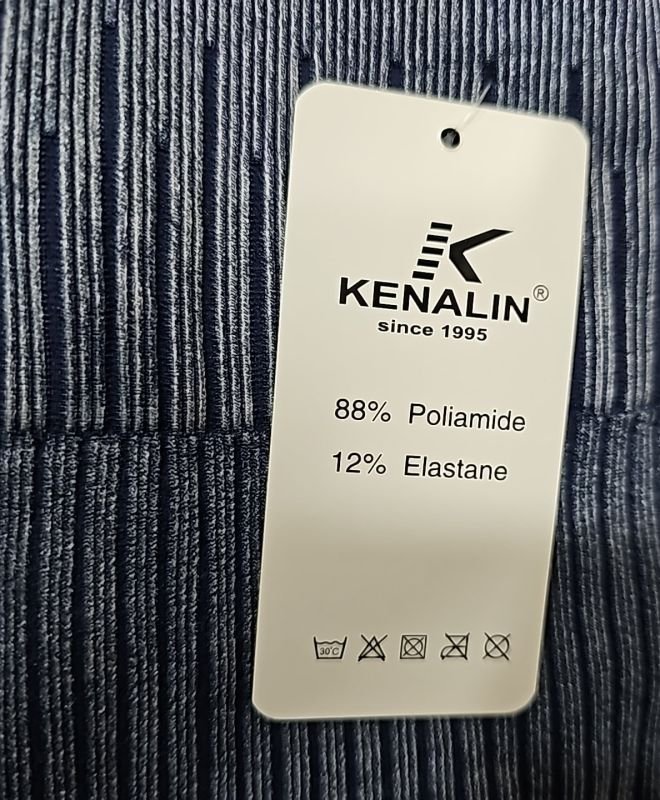 KENALIN®
since 1995
88% Poliamide
12% Elastane
30°C